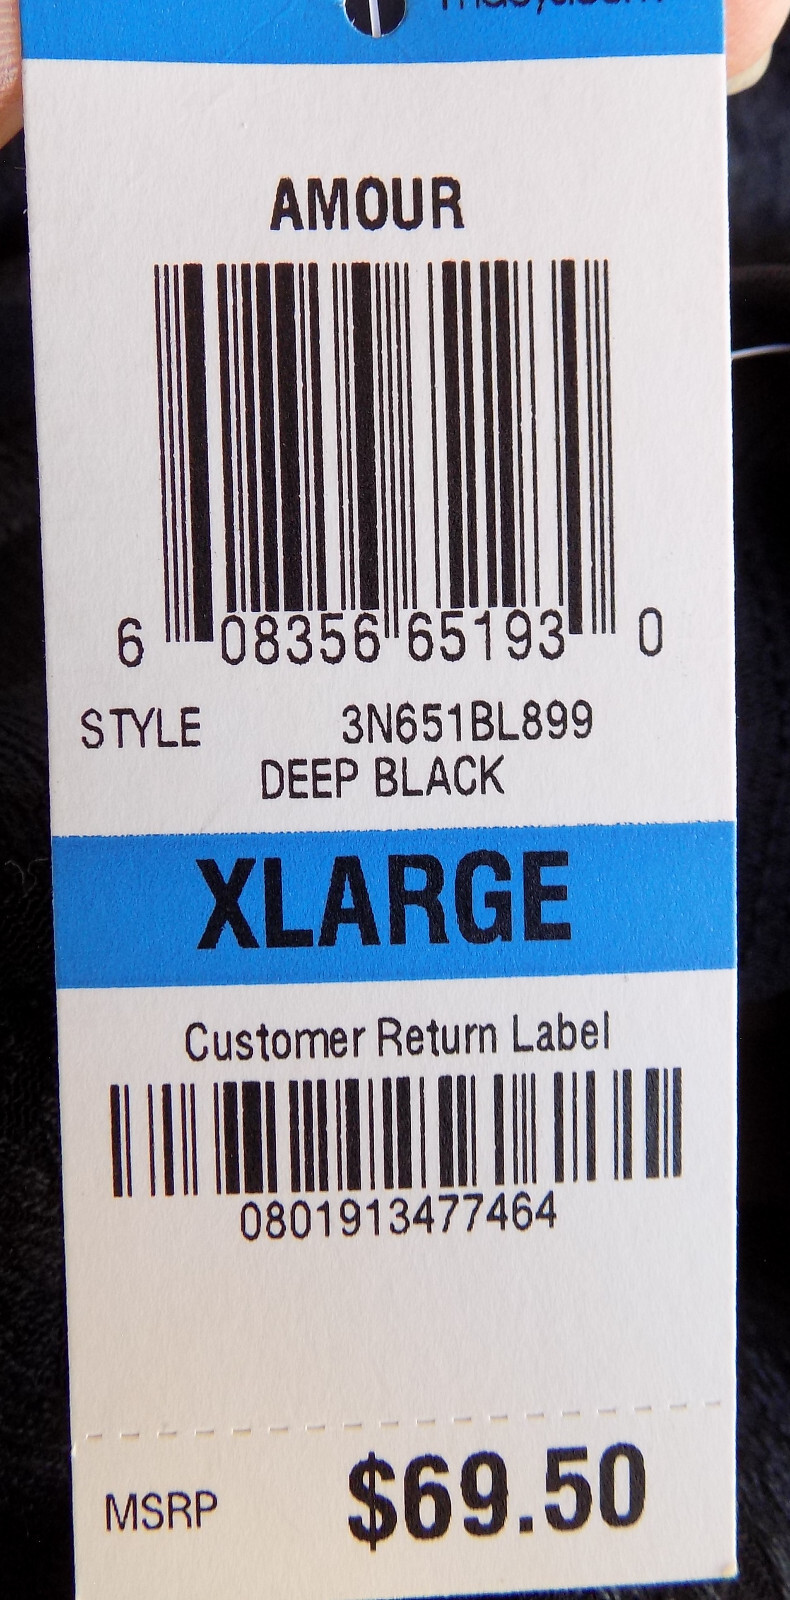 AMOUR
6 08356 65193 0
STYLE 3N651BL899
DEEP BLACK
XLARGE
Customer Return Label
0801913477464
MSRP $69.50